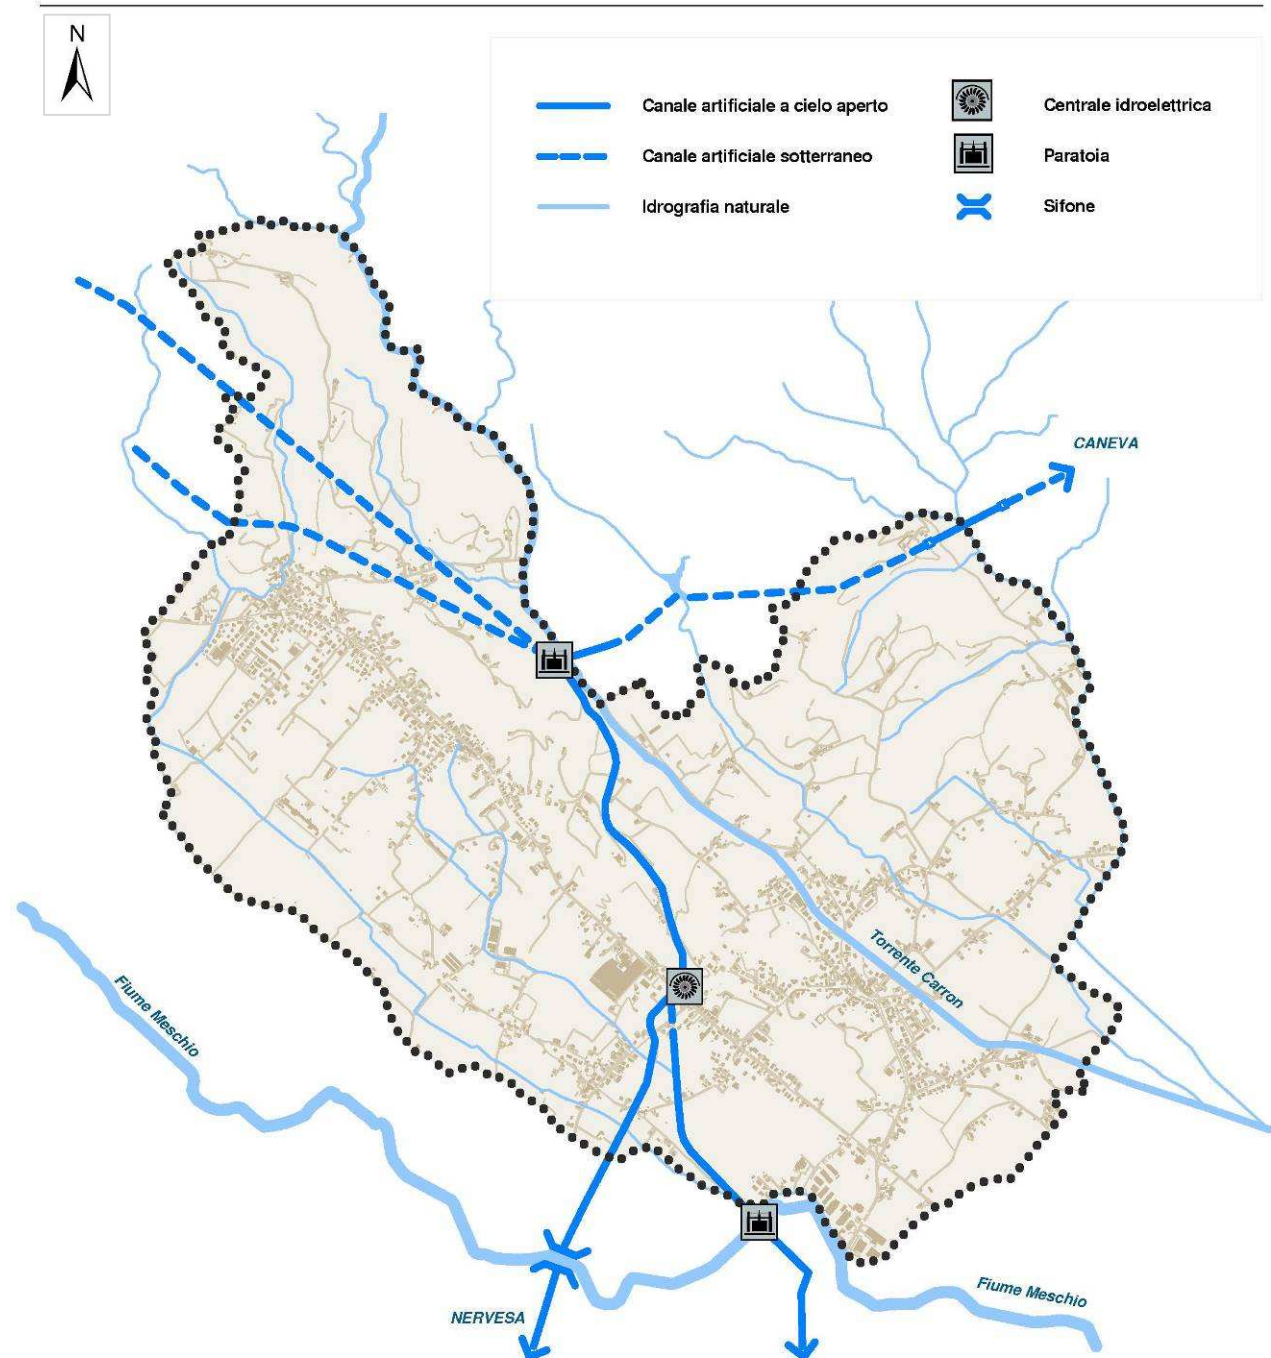 N
Canale artificiale a cielo aperto
Centrale idroelettrica
Canale artificiale sotterraneo
Paratoia
Idrografia naturale
Sifone
CANEVA
Torrente Carron
Fiume Meschio
Fiume Meschio
NERVESA